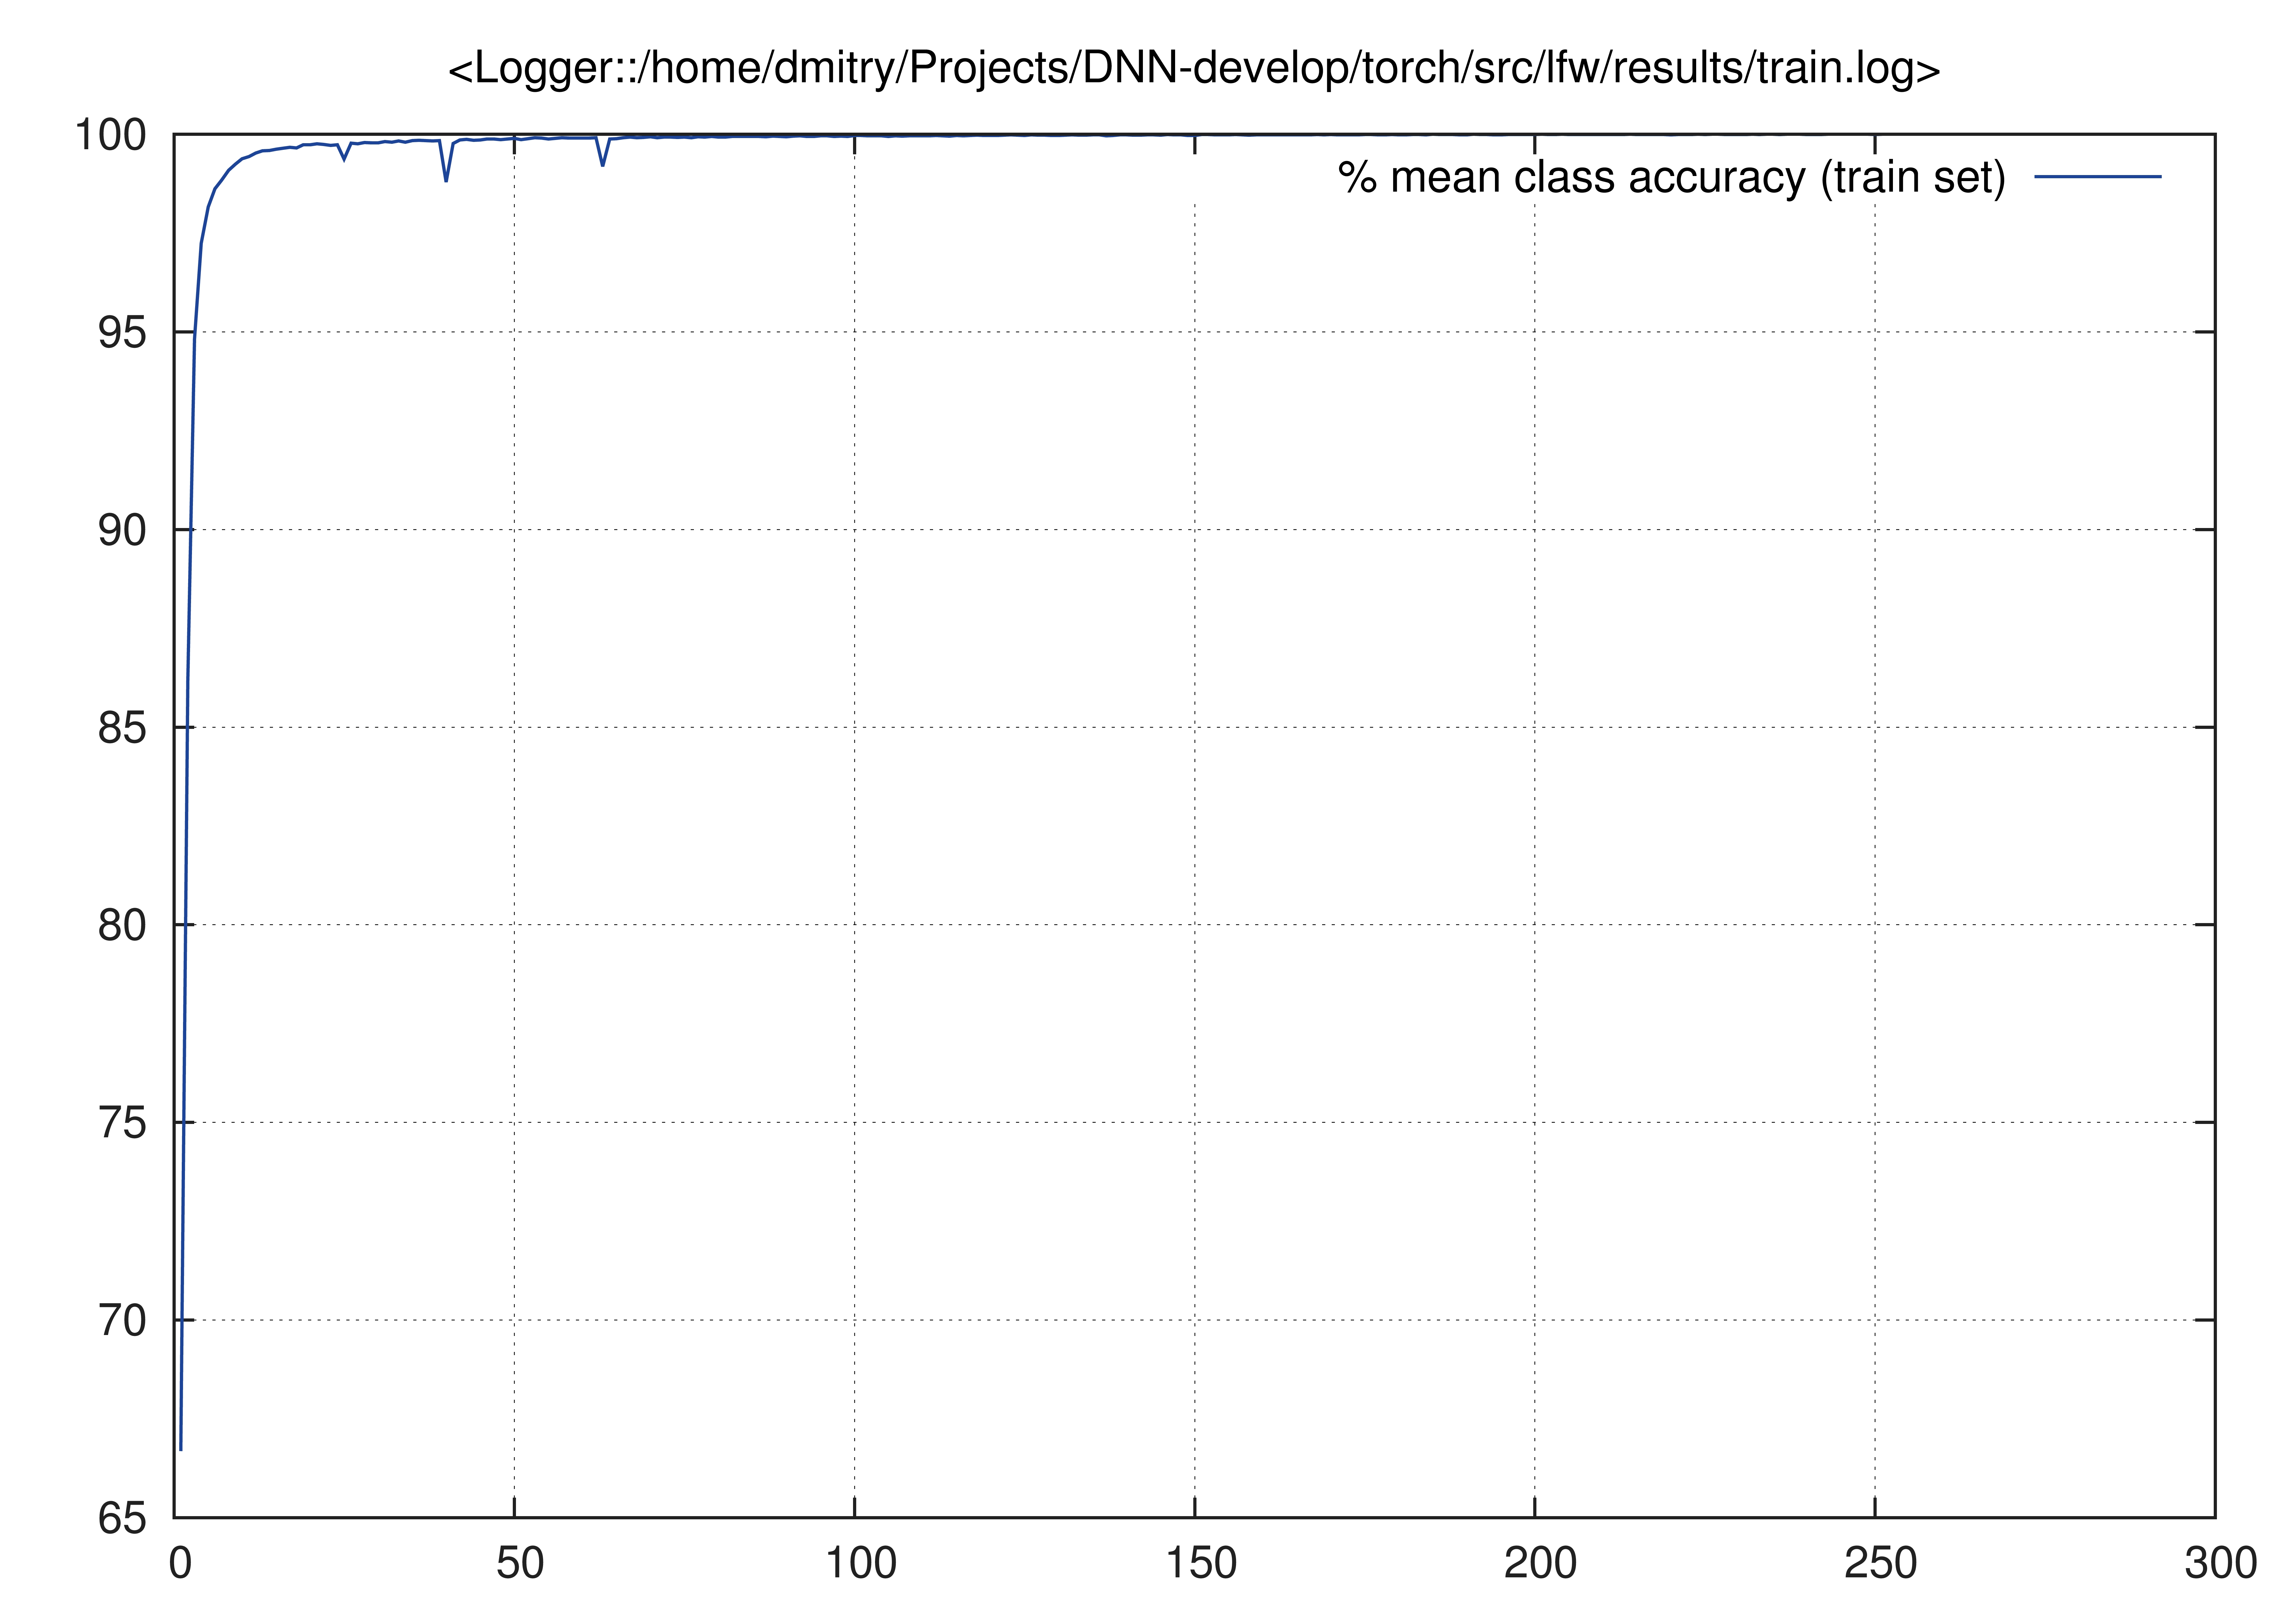 <Logger::/home/dmitry/Projects/DNN-develop/torch/src/lfw/results/train.log>
100
% mean class accuracy (train set)
95
90
85
80
75
70
65
0 50 100 150 200 250 300